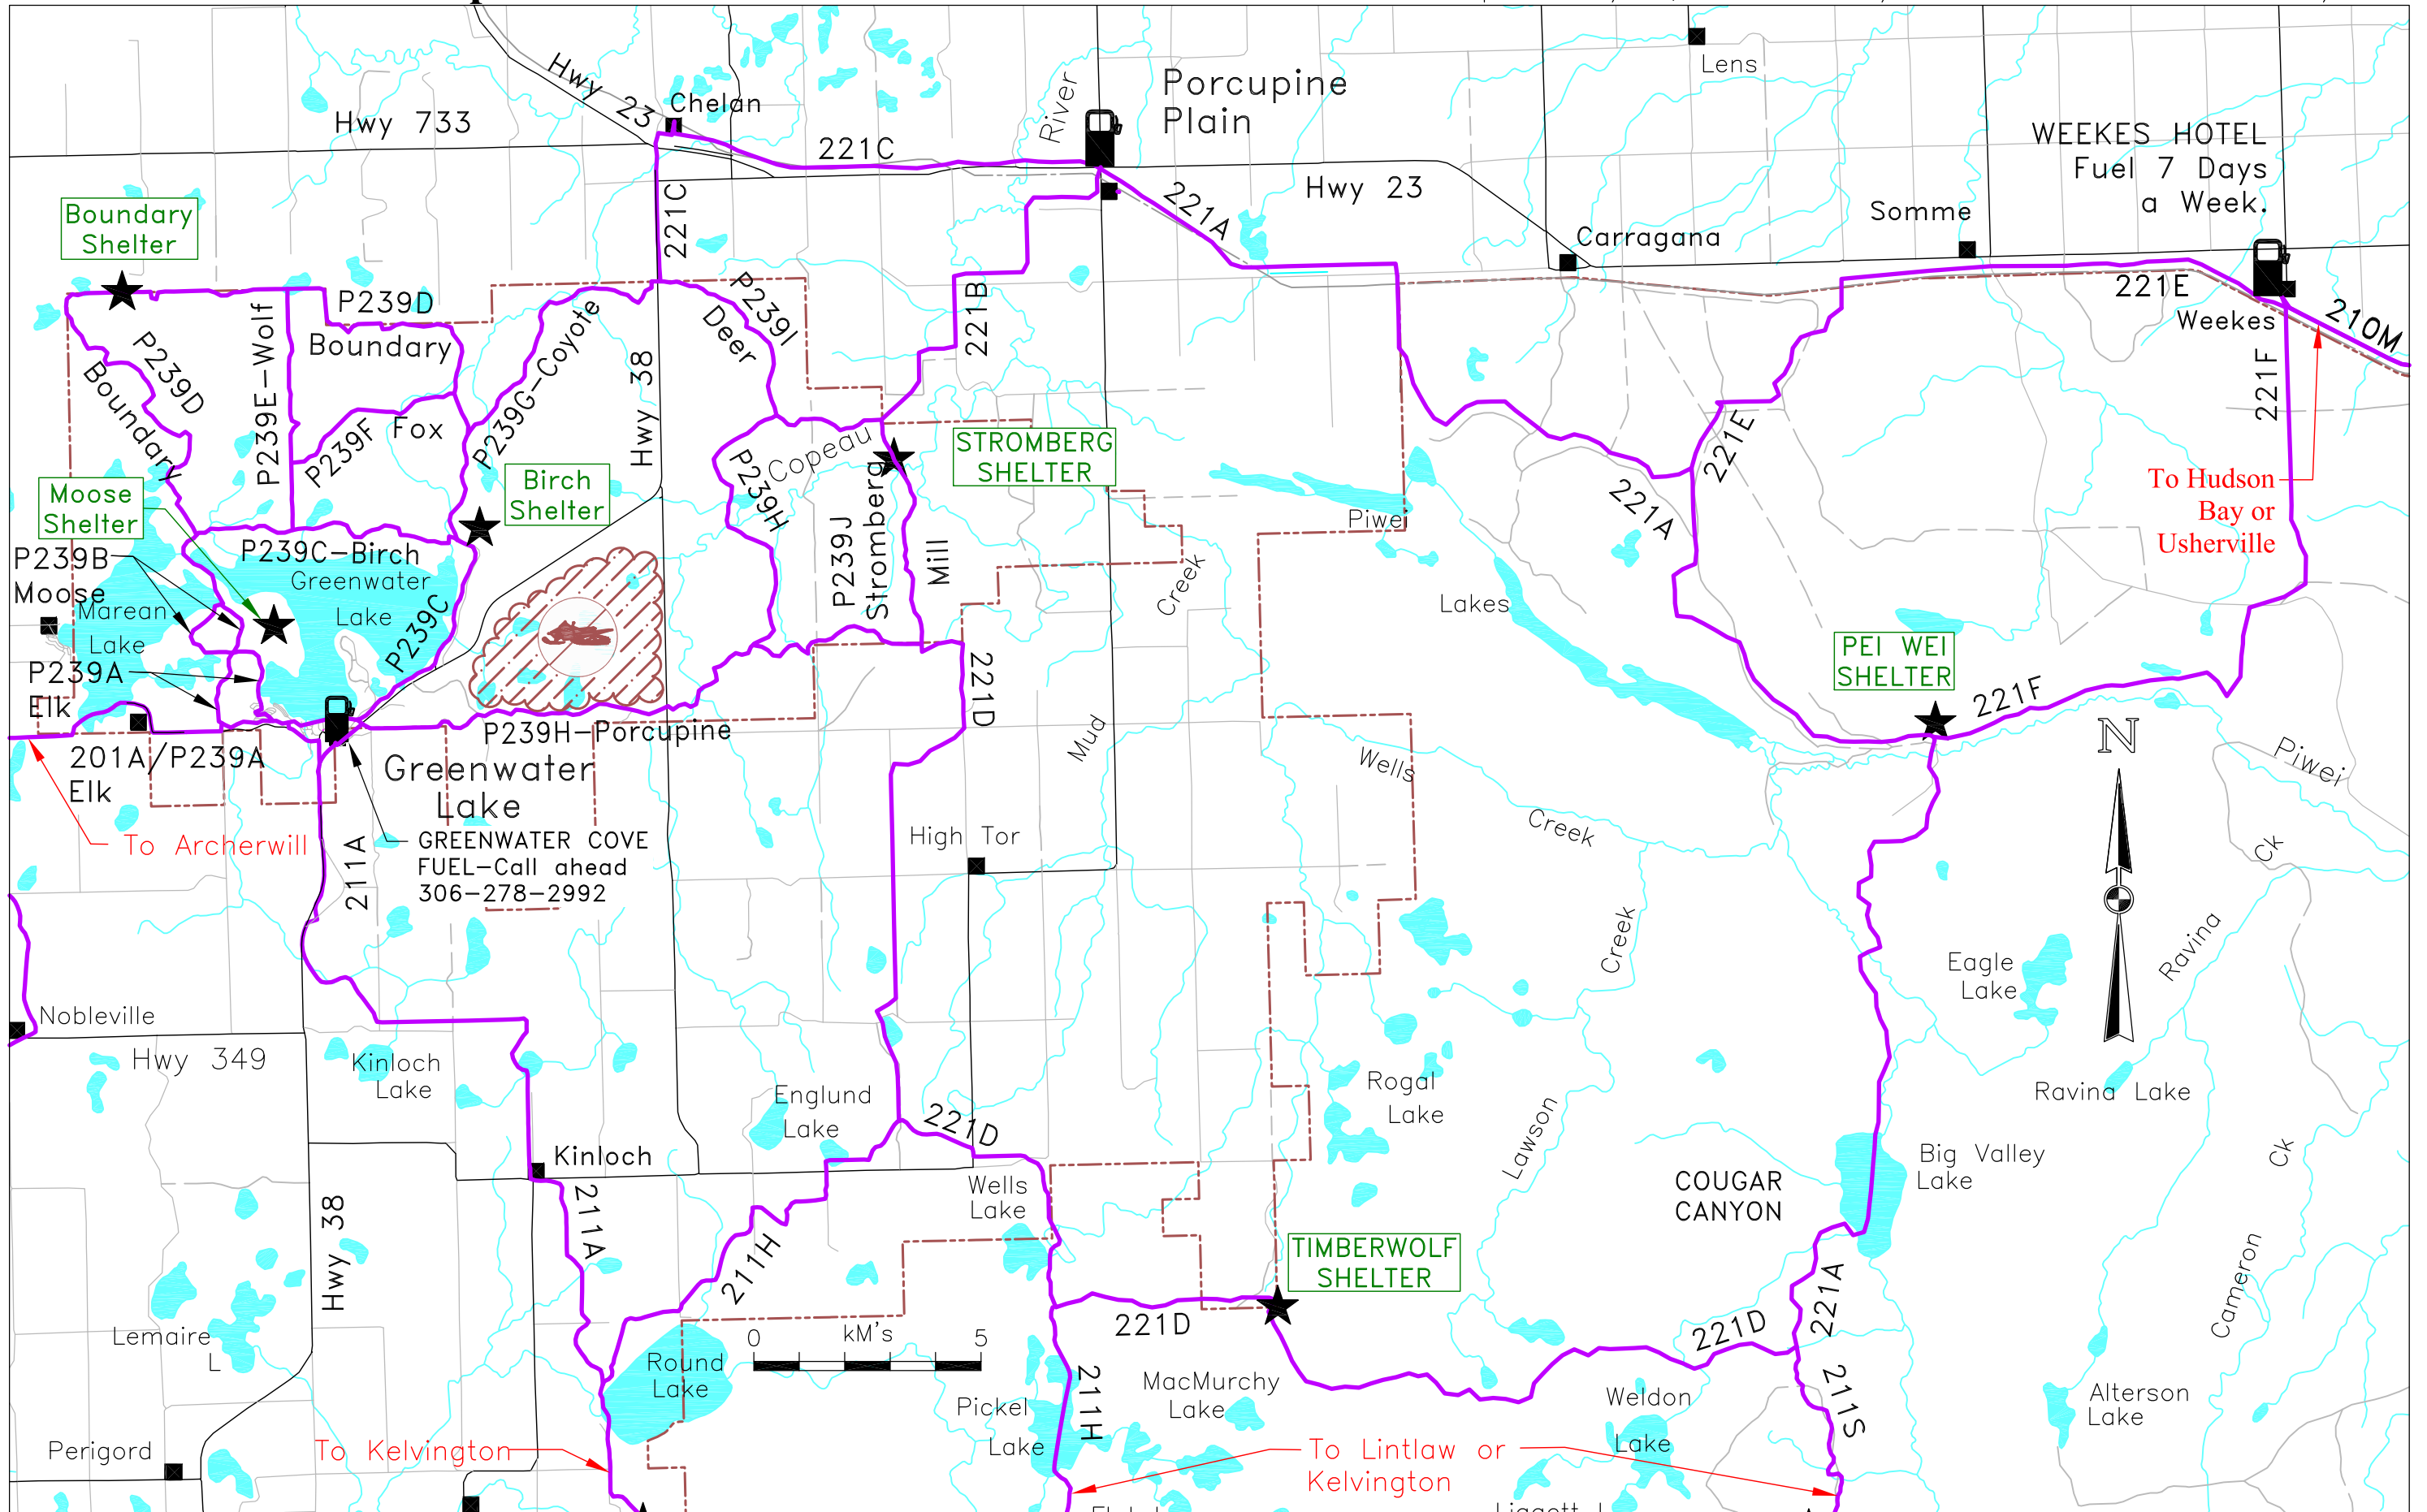 Hwy 23
Chelan
Hwy 733
221C
River
Porcupine
Plain
Lens
WEEKES HOTEL
Fuel 7 Days
a Week.
Boundary
Shelter
221C
221A
Hwy 23
Carragana
Somme
P239D
Boundary
P239E-Wolf
P239D
Boundary
P239F Fox
P239G-Coyote
Hwy 38
P239I
Deer
221B
221E
Weekes
210M
221F
221E
221A
To Hudson
Bay or
Usherville
Moose
Shelter
Birch
Shelter
STROMBERG
SHELTER
Copeau
P239H
P239J
Stromberg
Mill
P239B
Moose
P239C-Birch
Greenwater
Lake
P239C
Marean
Lake
P239A
Elk
201A/P239A
Elk
To Archerwill
P239H-Porcupine
Greenwater
Lake
GREENWATER COVE
FUEL-Call ahead
306-278-2992
211A
221D
Mud
Creek
Piwei
Lakes
Wells
Creek
PEI WEI
SHELTER
221F
N
Piwei
High Tor
Creek
Ck
Ravina
Eagle
Lake
Nobleville
Hwy 349
Kinloch
Lake
Englund
Lake
221D
Rogal
Lake
Lawson
Ravina Lake
Kinloch
211A
Wells
Lake
COUGAR
CANYON
Big Valley
Lake
Ck
Cameron
Hwy 38
211H
TIMBERWOLF
SHELTER
221D
221D
221A
Lemaire
L
0 kM's 5
Round
Lake
Pickel
Lake
211H
MacMurchy
Lake
Weldon
Lake
211S
Alterson
Lake
Perigord
To Kelvington
To Lintlaw or
Kelvington